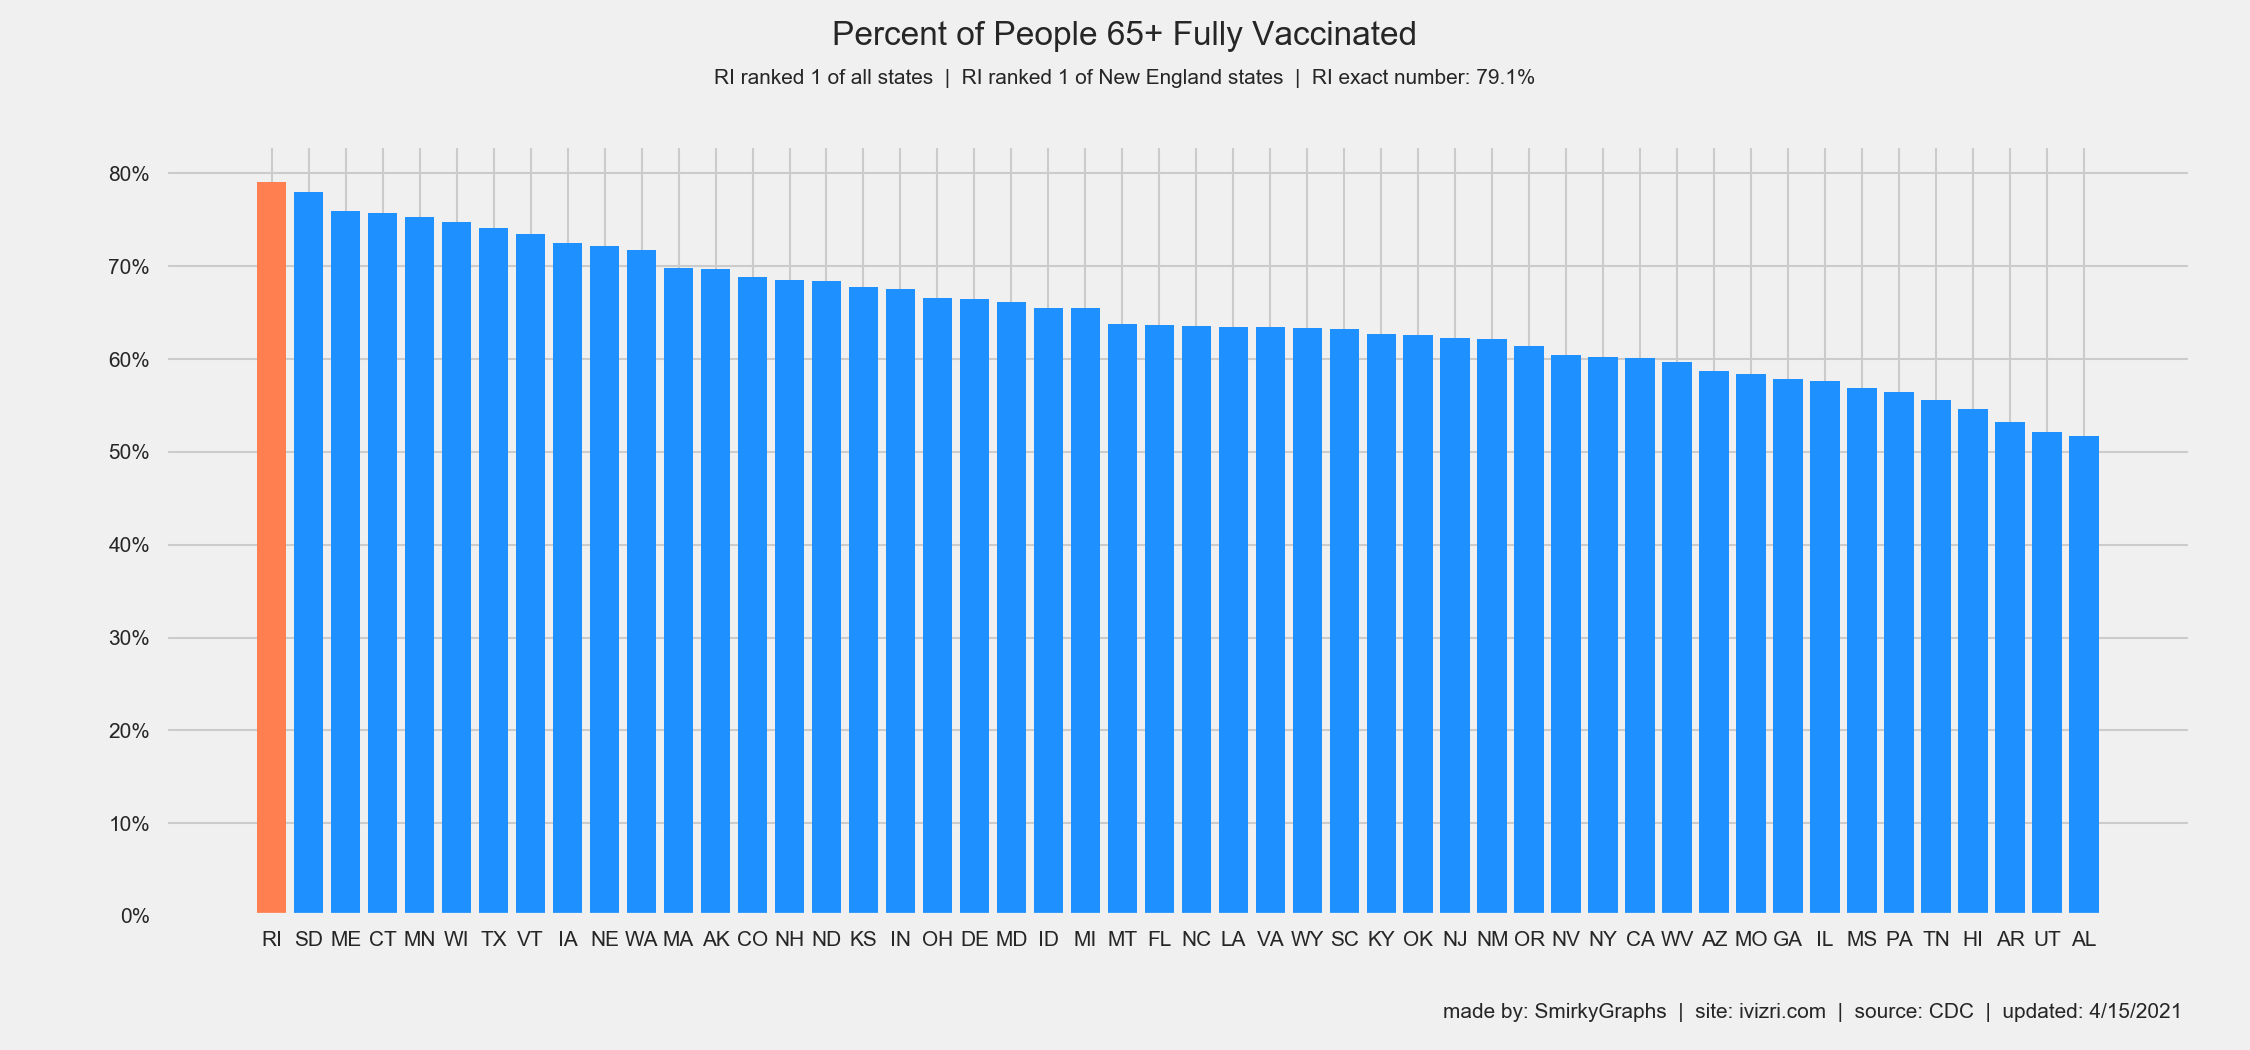 Percent of People 65+ Fully Vaccinated
RI ranked 1 of all states | RI ranked 1 of New England states | RI exact number: 79.1%
80%
70%
60%
50%
40%
30%
20%
10%
0%
RI SD ME CT MN WI TX VT IA NE WA MA AK CO NH ND KS IN OH DE MD ID MI MT FL NC LA VA WY SC KY OK NJ NM OR NV NY CA WV AZ MO GA IL MS PA TN HI AR UT AL
made by: SmirkyGraphs | site: ivizri.com | source: CDC | updated: 4/15/2021